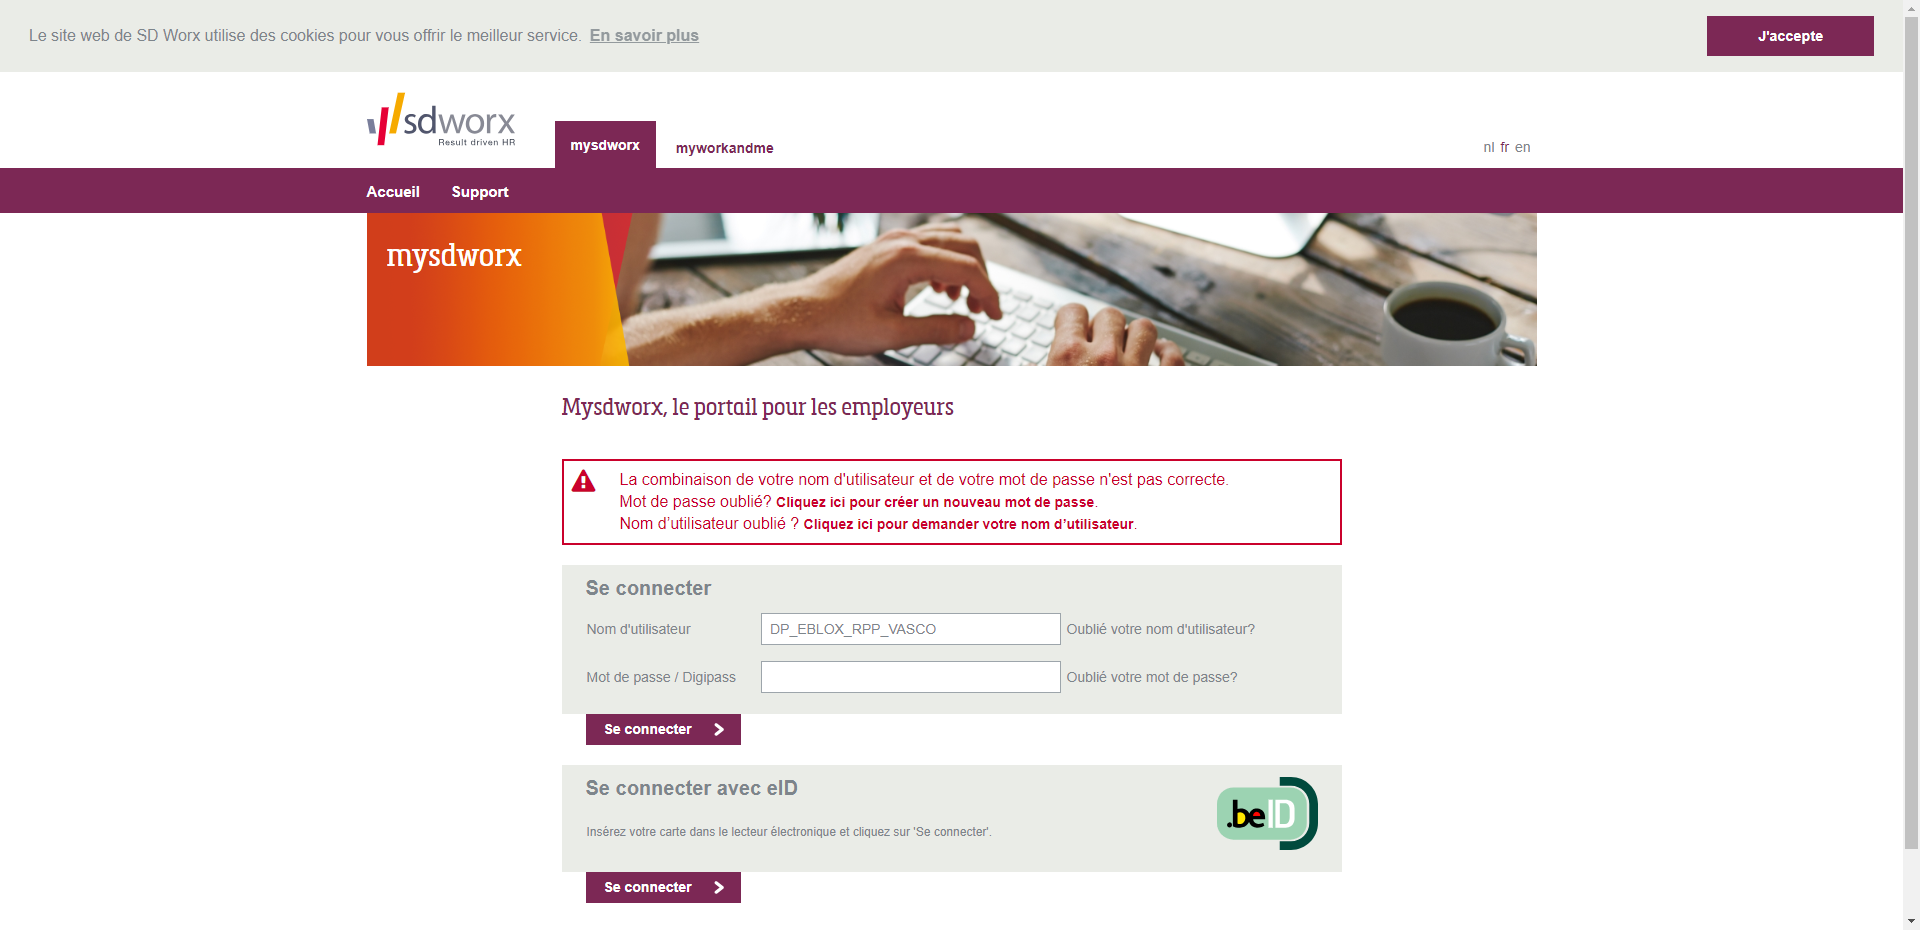 Le site web de SD Worx utilise des cookies pour vous offrir le meilleur service. En savoir plus
J'accepte
sdworx
Result driven HR
mysdworx
myworkandme
nl fr en
Accueil
Support
mysdworx
Mysdworx, le portail pour les employeurs
La combinaison de votre nom d'utilisateur et de votre mot de passe n'est pas correcte.
Mot de passe oublié? Cliquez ici pour créer un nouveau mot de passe.
Nom d’utilisateur oublié ? Cliquez ici pour demander votre nom d’utilisateur.
Se connecter
Nom d'utilisateur
DP_EBLOX_RPP_VASCO
Oublié votre nom d'utilisateur?
Mot de passe / Digipass
Oublié votre mot de passe?
Se connecter
Se connecter avec eID
.beID
Insérez votre carte dans le lecteur électronique et cliquez sur 'Se connecter'.
Se connecter